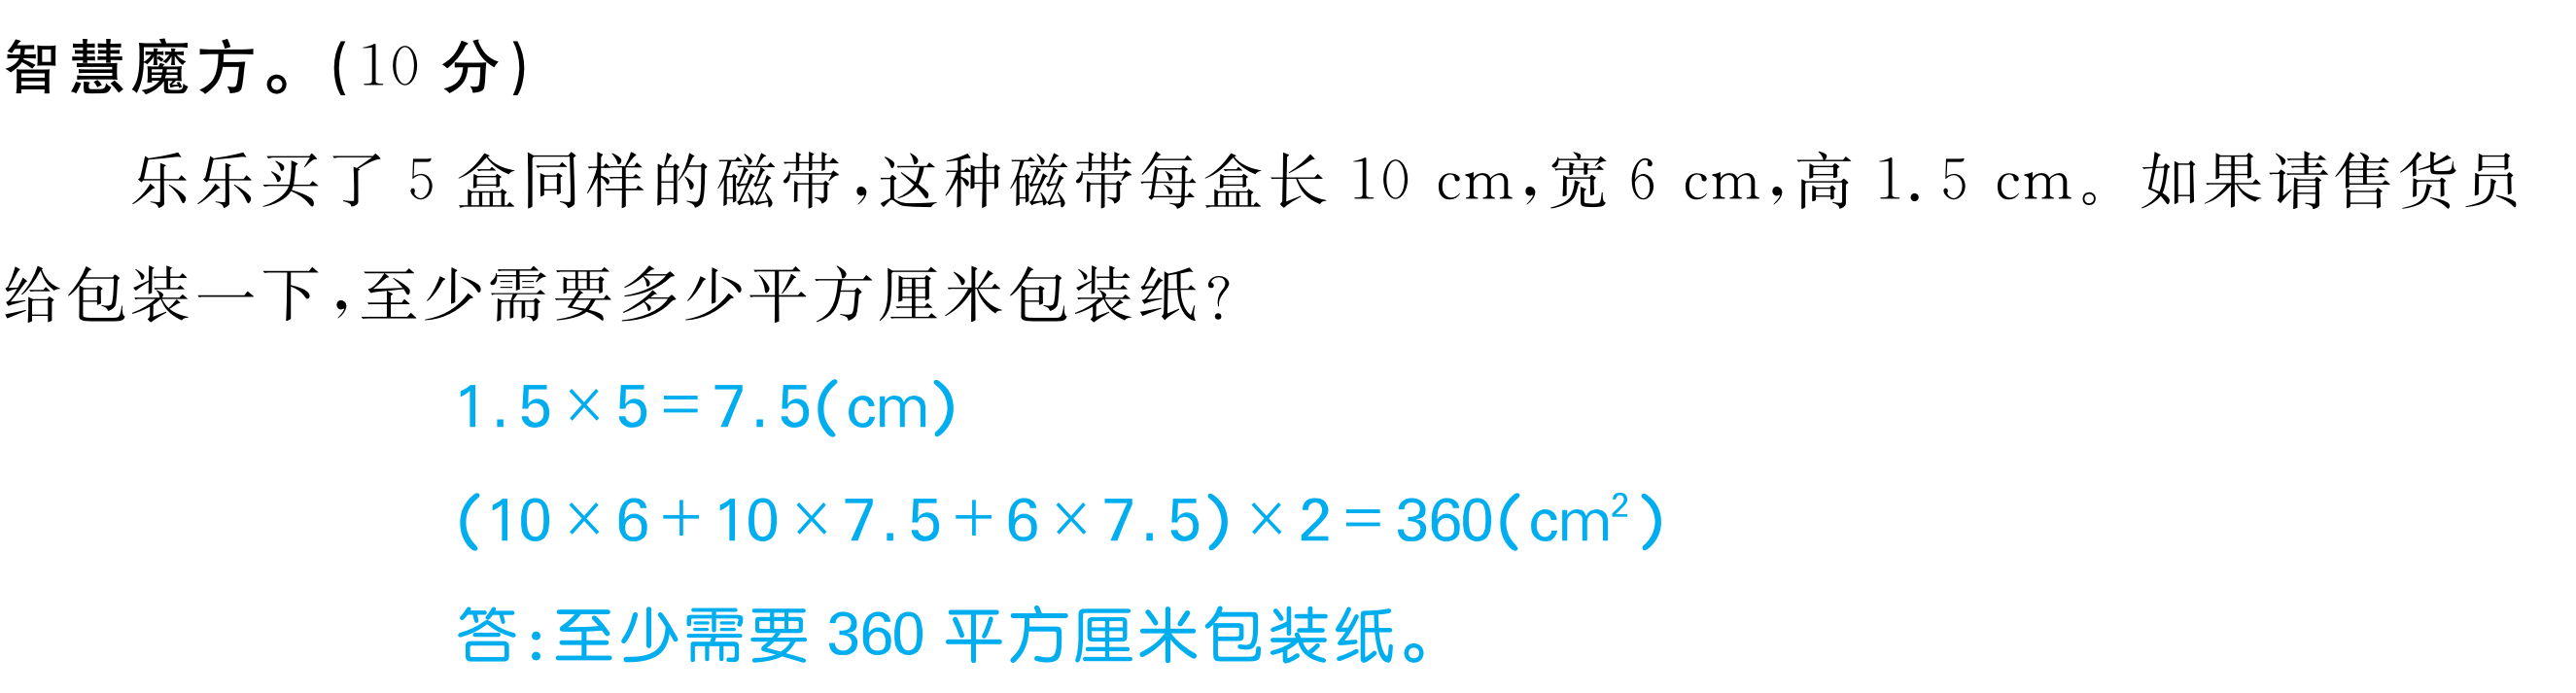 智慧魔方。(10 分)
乐乐买了 5 盒同样的磁带,这种磁带每盒长 10 cm,宽 6 cm,高 1.5 cm。如果请售货员
给包装一下,至少需要多少平方厘米包装纸?
1.5×5=7.5(cm)
(10×6+10×7.5+6×7.5)×2=360(cm²)
答:至少需要 360 平方厘米包装纸。